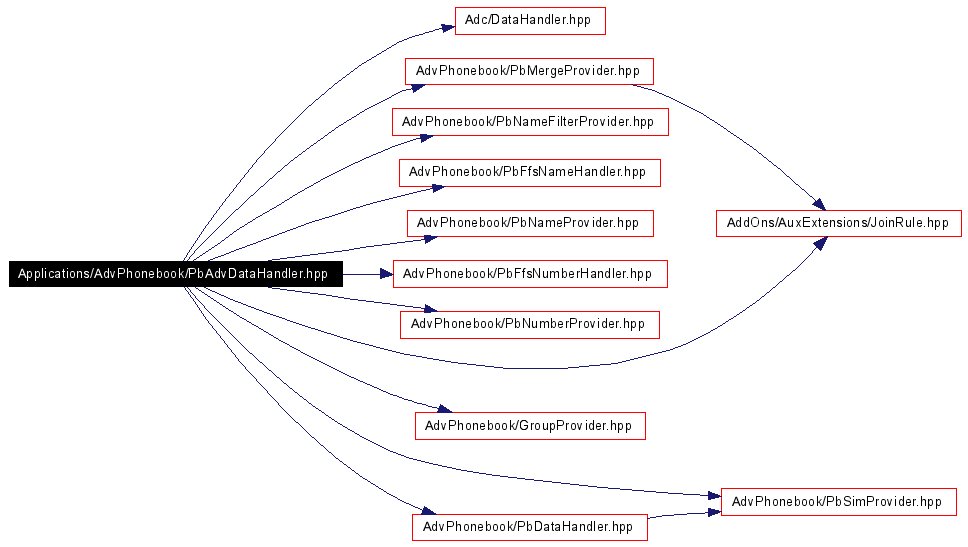 Adc/DataHandler.hpp
AdvPhonebook/PbMergeProvider.hpp
AdvPhonebook/PbNameFilterProvider.hpp
AdvPhonebook/PbFfsNameHandler.hpp
AdvPhonebook/PbNameProvider.hpp
AddOns/AuxExtensions/JoinRule.hpp
Applications/AdvPhonebook/PbAdvDataHandler.hpp
AdvPhonebook/PbFfsNumberHandler.hpp
AdvPhonebook/PbNumberProvider.hpp
AdvPhonebook/GroupProvider.hpp
AdvPhonebook/PbSimProvider.hpp
AdvPhonebook/PbDataHandler.hpp